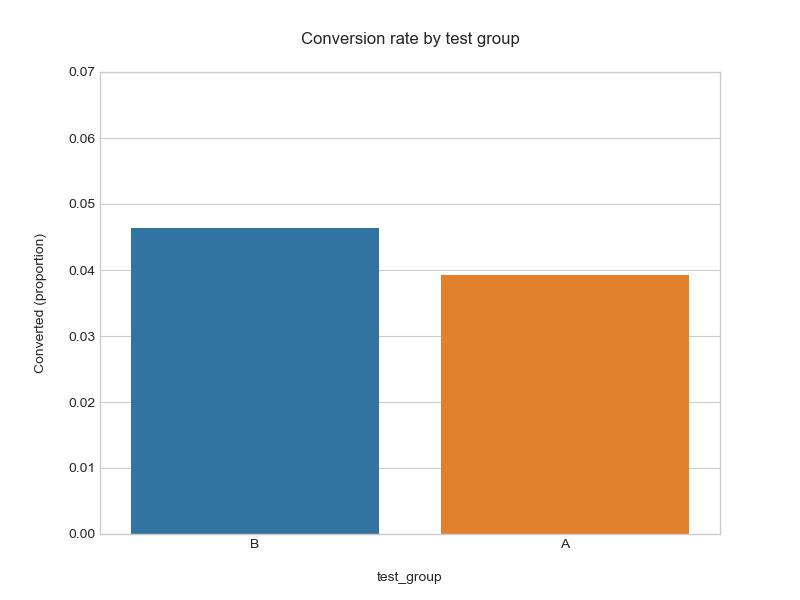 Conversion rate by test group
0.07
0.06
0.05
0.04
0.03
0.02
0.01
0.00
Converted (proportion)
B A
test_group